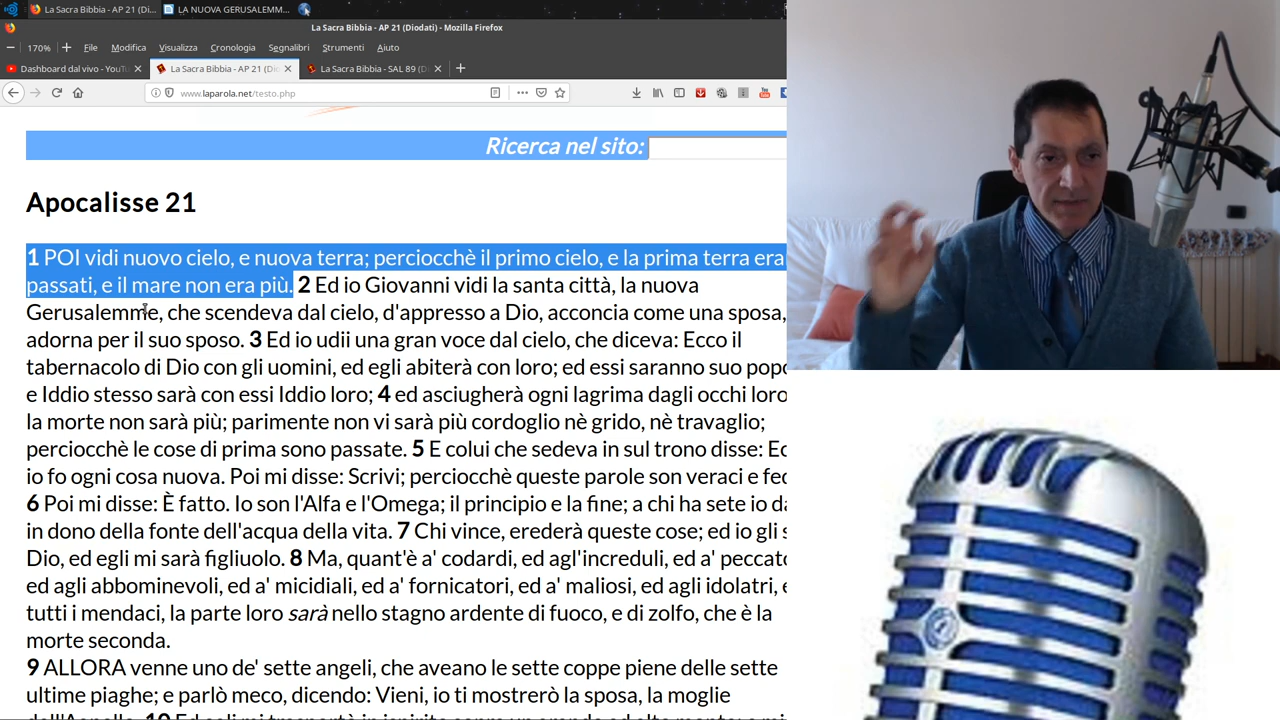 La Sacra Bibbia - AP 21 (Di...
LA NUOVA GERUSALEMM...
La Sacra Bibbia - AP 21 (Diodati) - Mozilla Firefox
170%
File Modifica Visualizza Cronologia Segnalibri Strumenti Aiuto
Dashboard dal vivo - YouTu
La Sacra Bibbia - AP 21 (Dio
La Sacra Bibbia - SAL 89 (D
www.laparola.net/testo.php
Ricerca nel sito:
Apocalisse 21
1 POI vidi nuovo cielo, e nuova terra; perciocchè il primo cielo, e la prima terra era
passati, e il mare non era più. 2 Ed io Giovanni vidi la santa città, la nuova
Gerusalemme, che scendeva dal cielo, d'appresso a Dio, acconcia come una sposa,
adorna per il suo sposo. 3 Ed io udii una gran voce dal cielo, che diceva: Ecco il
tabernacolo di Dio con gli uomini, ed egli abiterà con loro; ed essi saranno suo popo
e Iddio stesso sarà con essi Iddio loro; 4 ed asciugherà ogni lagrima dagli occhi loro
la morte non sarà più; parimente non vi sarà più cordoglio nè grido, nè travaglio;
perciocchè le cose di prima sono passate. 5 E colui che sedeva in sul trono disse: Ec
io fo ogni cosa nuova. Poi mi disse: Scrivi; perciocchè queste parole son veraci e fed
6 Poi mi disse: È fatto. Io son l'Alfa e l'Omega; il principio e la fine; a chi ha sete io da
in dono della fonte dell'acqua della vita. 7 Chi vince, erederà queste cose; ed io gli s
Dio, ed egli mi sarà figliuolo. 8 Ma, quant'è a' codardi, ed agl'increduli, ed a' peccato
ed agli abbominevoli, ed a' micidiali, ed a' fornicatori, ed a' maliosi, ed agli idolatri, e
tutti i mendaci, la parte loro sarà nello stagno ardente di fuoco, e di zolfo, che è la
morte seconda.
9 ALLORA venne uno de' sette angeli, che aveano le sette coppe piene delle sette
ultime piaghe; e parlò meco, dicendo: Vieni, io ti mostrerò la sposa, la moglie